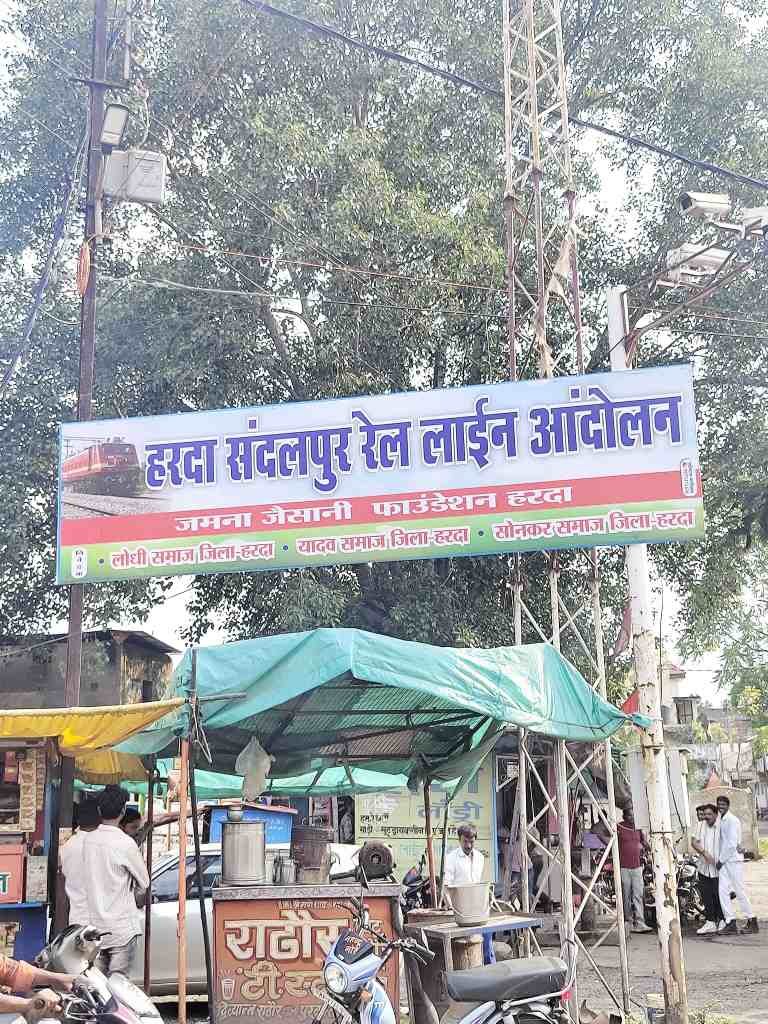 हरदा संदलपुर रेल लाईन आंदोलन
जमना जैसानी फाउंडेशन हरदा
• लोधी समाज जिला-हरदा • यादव समाज जिला-हरदा • सोनकर समाज जिला-हरदा
राठौर
टी स्टॉ